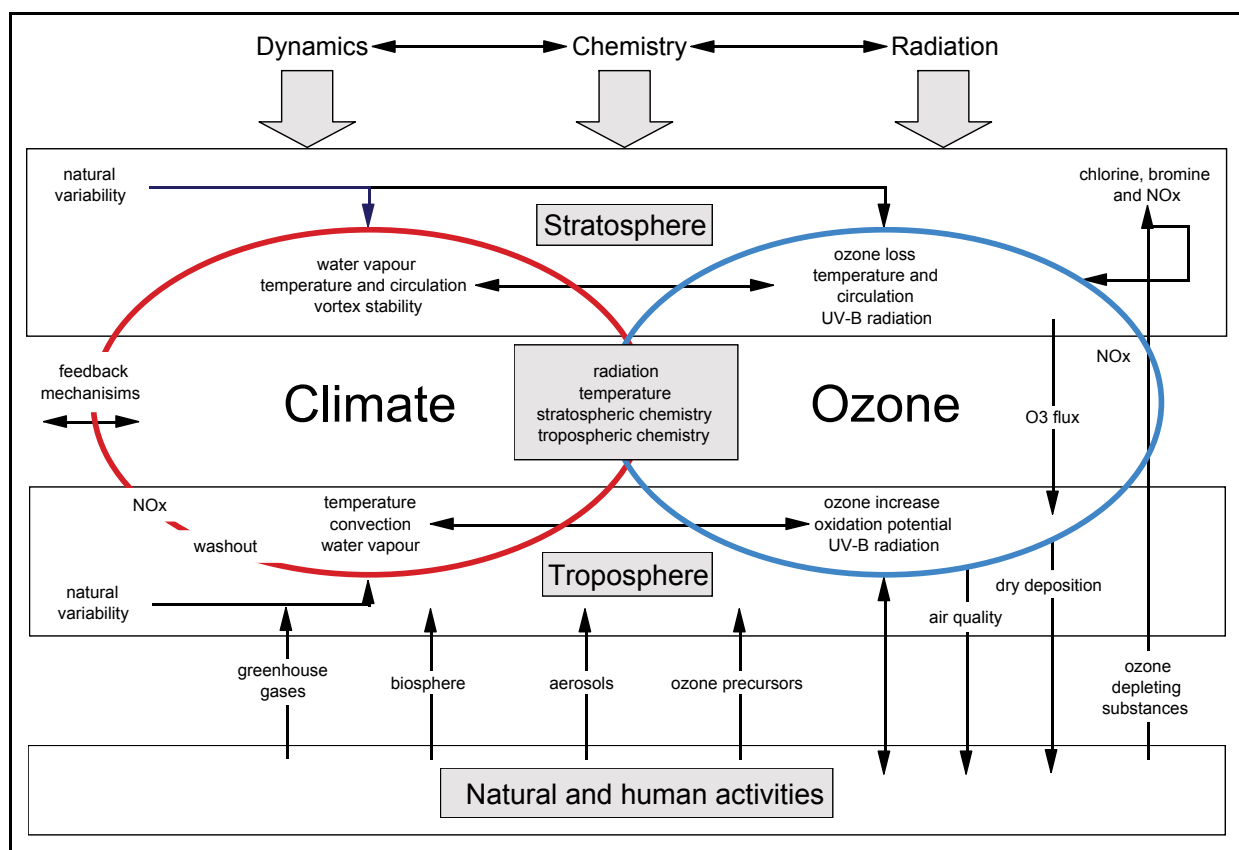 Dynamics
Chemistry
Radiation
natural
variability
chlorine, bromine
and NOx
Stratosphere
water vapour
temperature and circulation
vortex stability
ozone loss
temperature and
circulation
UV-B radiation
feedback
mechanisims
Climate
radiation
temperature
stratospheric chemistry
tropospheric chemistry
Ozone
NOx
O3 flux
NOx
washout
temperature
convection
water vapour
ozone increase
oxidation potential
UV-B radiation
natural
variability
Troposphere
dry deposition
air quality
greenhouse
gases
biosphere
aerosols
ozone precursors
ozone
depleting
substances
Natural and human activities